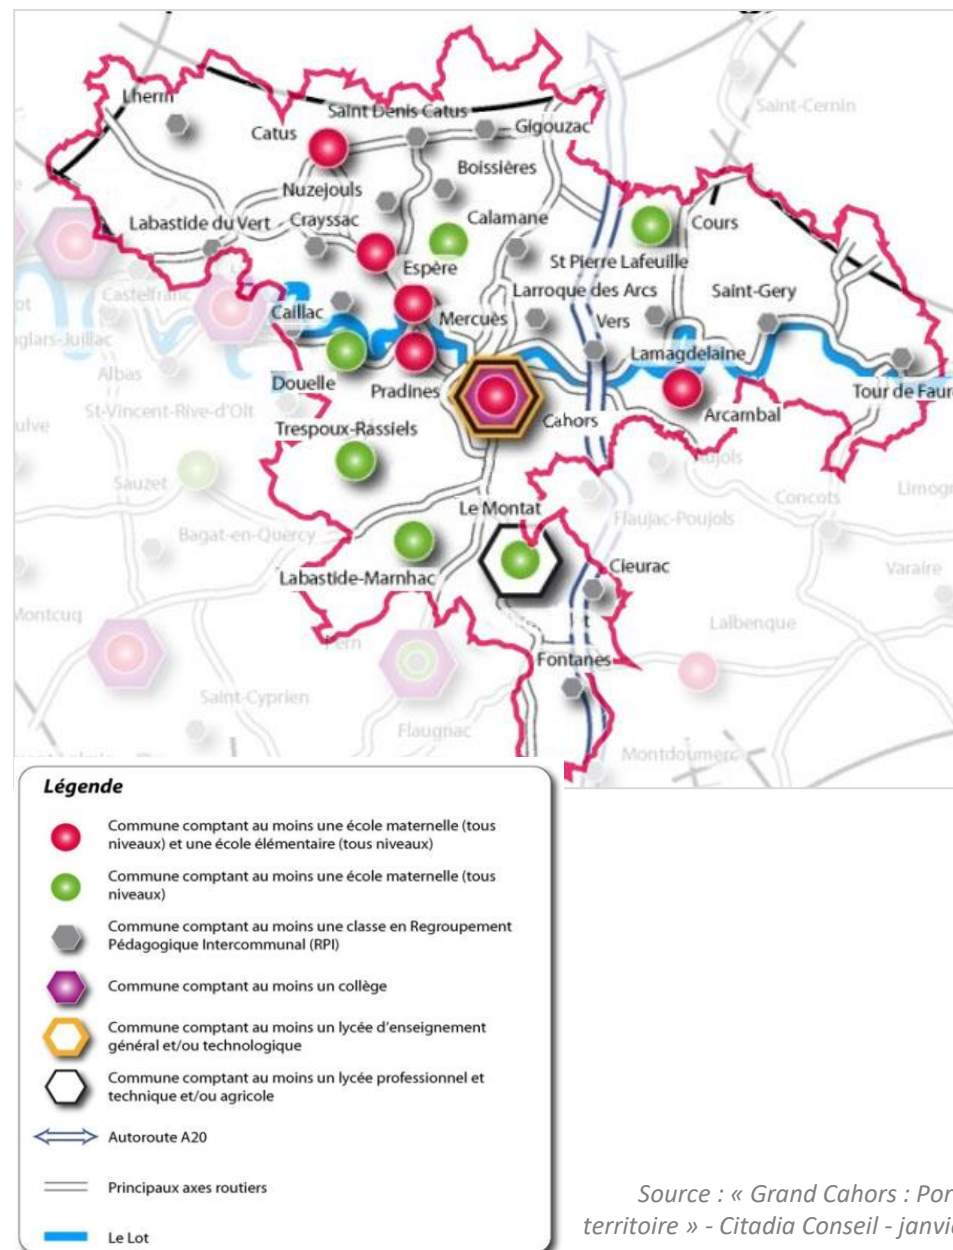 Lherm
Saint Denis Catus
Saint-Cernin
Catus
Gigouzac
Boissières
Nuzejouls
Labastide du Vert
Crayssac
Calamane
Cours
Espère
St Pierre Lafeuille
Castelfranc
Larroque des Arcs
Saint-Gery
Caillac
Mercuès
Vers
Albas
Lamagdelaine
Douelle
Pradines
Tour de Faure
St-Vincent-Rive-d'Olt
Arcambal
Trespoux-Rassiels
Cahors
Sauzet
Concots
Le Montat
Flaujac-Poujols
Bagat-en-Quercy
Cieurac
Varaire
Labastide-Marnhac
Montcuq
Lalbenque
Fontanes
Saint-Cyprien
Flaugnac
Montdoumerc
Légende
Commune comptant au moins une école maternelle (tous
niveaux) et une école élémentaire (tous niveaux)
Commune comptant au moins une école maternelle (tous
niveaux)
Commune comptant au moins une classe en Regroupement
Pédagogique Intercommunal (RPI)
Commune comptant au moins un collège
Commune comptant au moins un lycée d'enseignement
général et/ou technologique
Commune comptant au moins un lycée professionnel et
technique et/ou agricole
Autoroute A20
Principaux axes routiers
Le Lot
Source : « Grand Cahors : Por
territoire » - Citadia Conseil - janvie